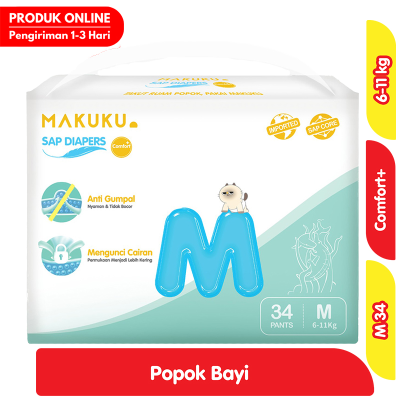 PRODUK ONLINE
Pengiriman 1-3 Hari
MAKUKU
SAP DIAPERS
Comfort
IMPORTED
SAP CORE
Anti Gumpal
Nyaman & Tidak Bocor
Mengunci Cairan
Permukaan Menjadi Lebih Kering
M
34
PANTS
M
6-11Kg
6-11 kg
Comfort+
M 34
Popok Bayi